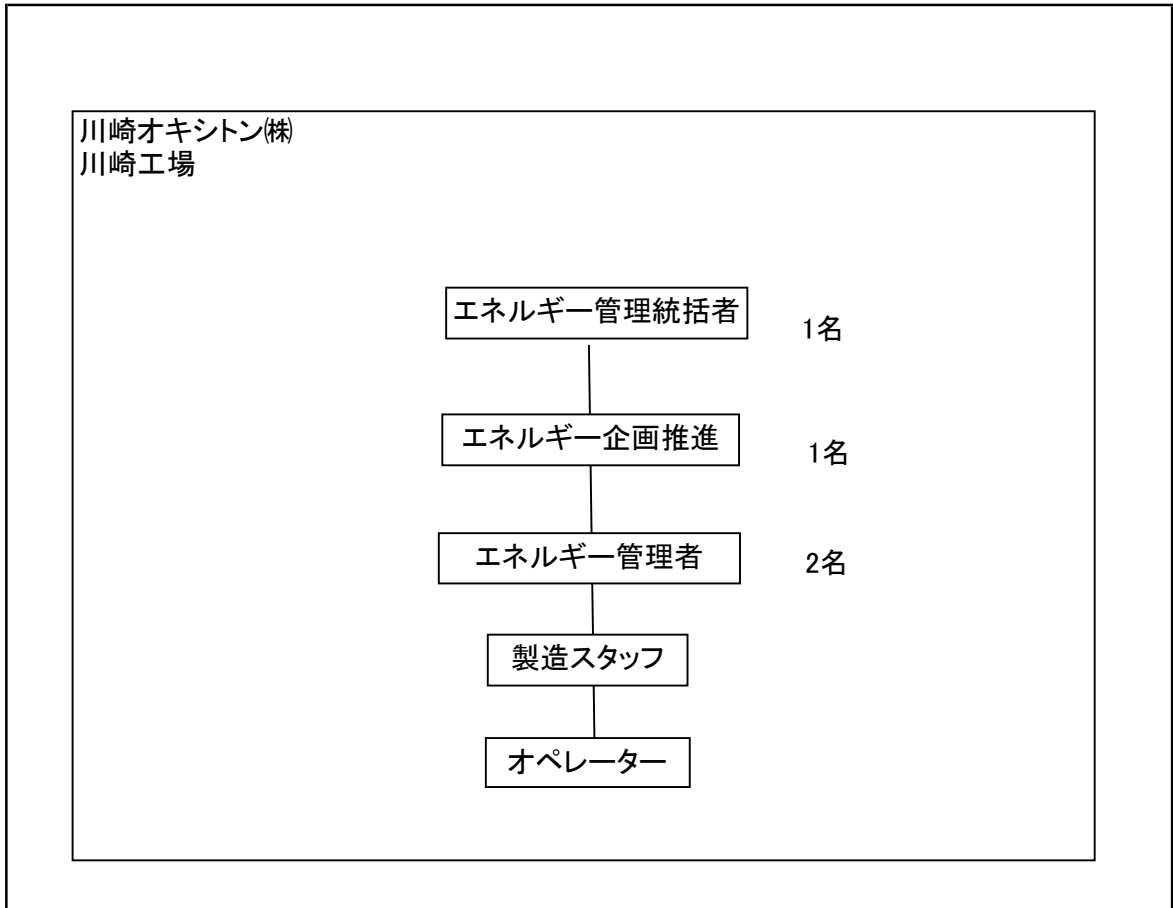 川崎オキシトン㈱
川崎工場
エネルギー管理統括者
1名
エネルギー企画推進
1名
エネルギー管理者
2名
製造スタッフ
オペレーター